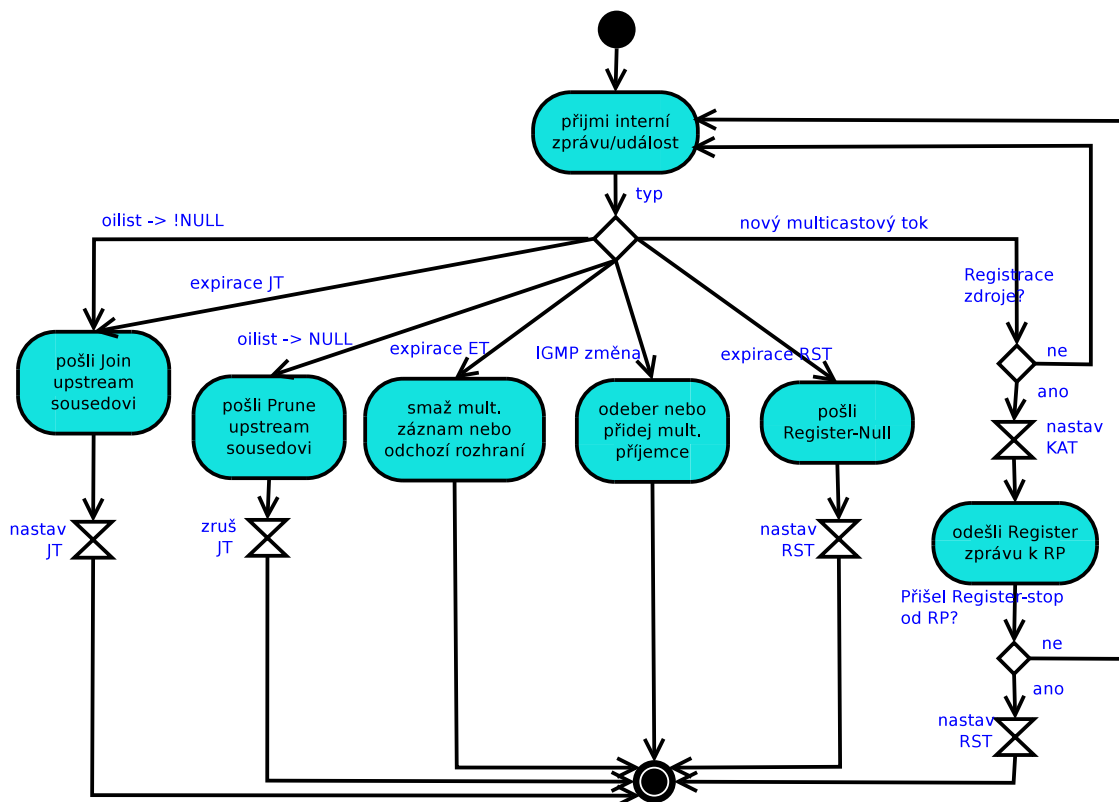 přijmi interní
zprávu/událost
typ
oilist -> !NULL
nový multicastový tok
expirace JT
Registrace
zdroje?
oilist -> NULL
expirace ET
IGMP změna
expirace RST
ne
ano
pošli Join
upstream
sousedovi
pošli Prune
upstream
sousedovi
smaž mult.
záznam nebo
odchozí rozhraní
odeber nebo
přidej mult.
příjemce
pošli
Register-Null
nastav
KAT
nastav
JT
zruš
JT
nastav
RST
odešli Register
zprávu k RP
Přišel Register-stop
od RP?
ne
ano
nastav
RST